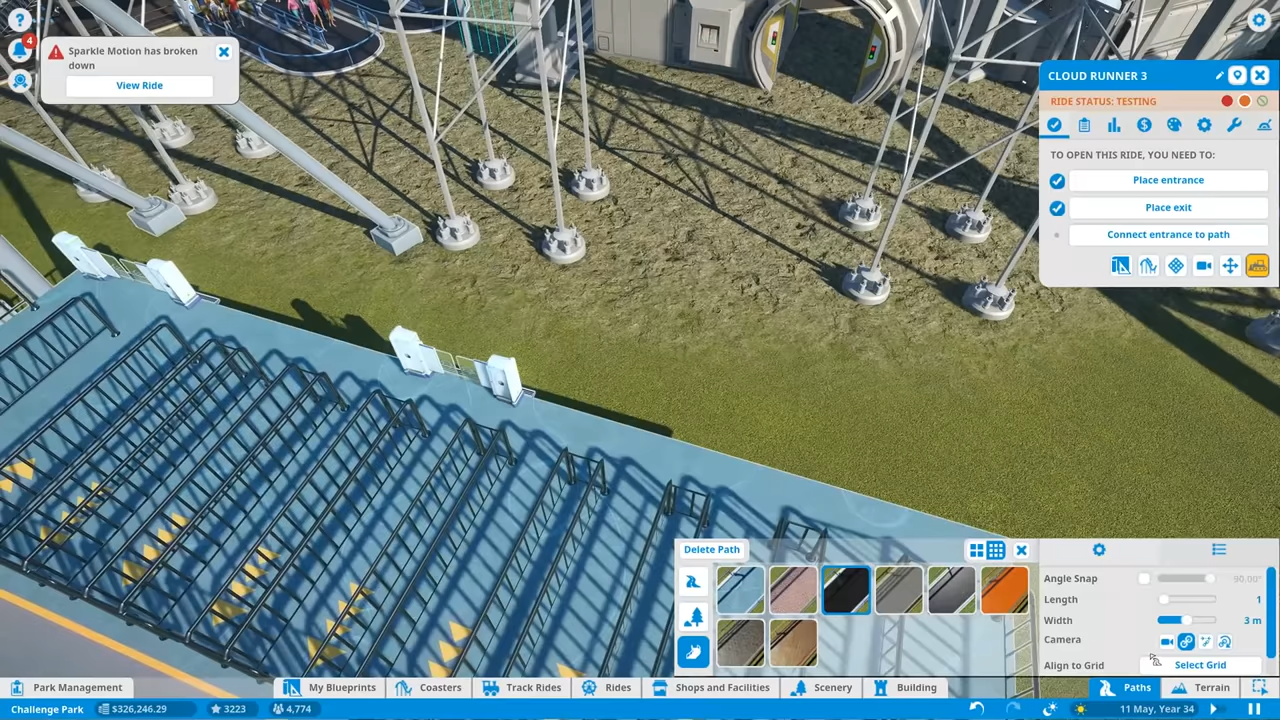 ?
4
Sparkle Motion has broken
down
View Ride
CLOUD RUNNER 3
RIDE STATUS: TESTING
TO OPEN THIS RIDE, YOU NEED TO:
Place entrance
Place exit
Connect entrance to path
Delete Path
Angle Snap 90.00°
Length 1
Width 3 m
Camera
Align to Grid Select Grid
Park Management My Blueprints Coasters Track Rides Rides Shops and Facilities Scenery Building Paths Terrain
Challenge Park $326,246.29 3223 4,774 11 May, Year 34